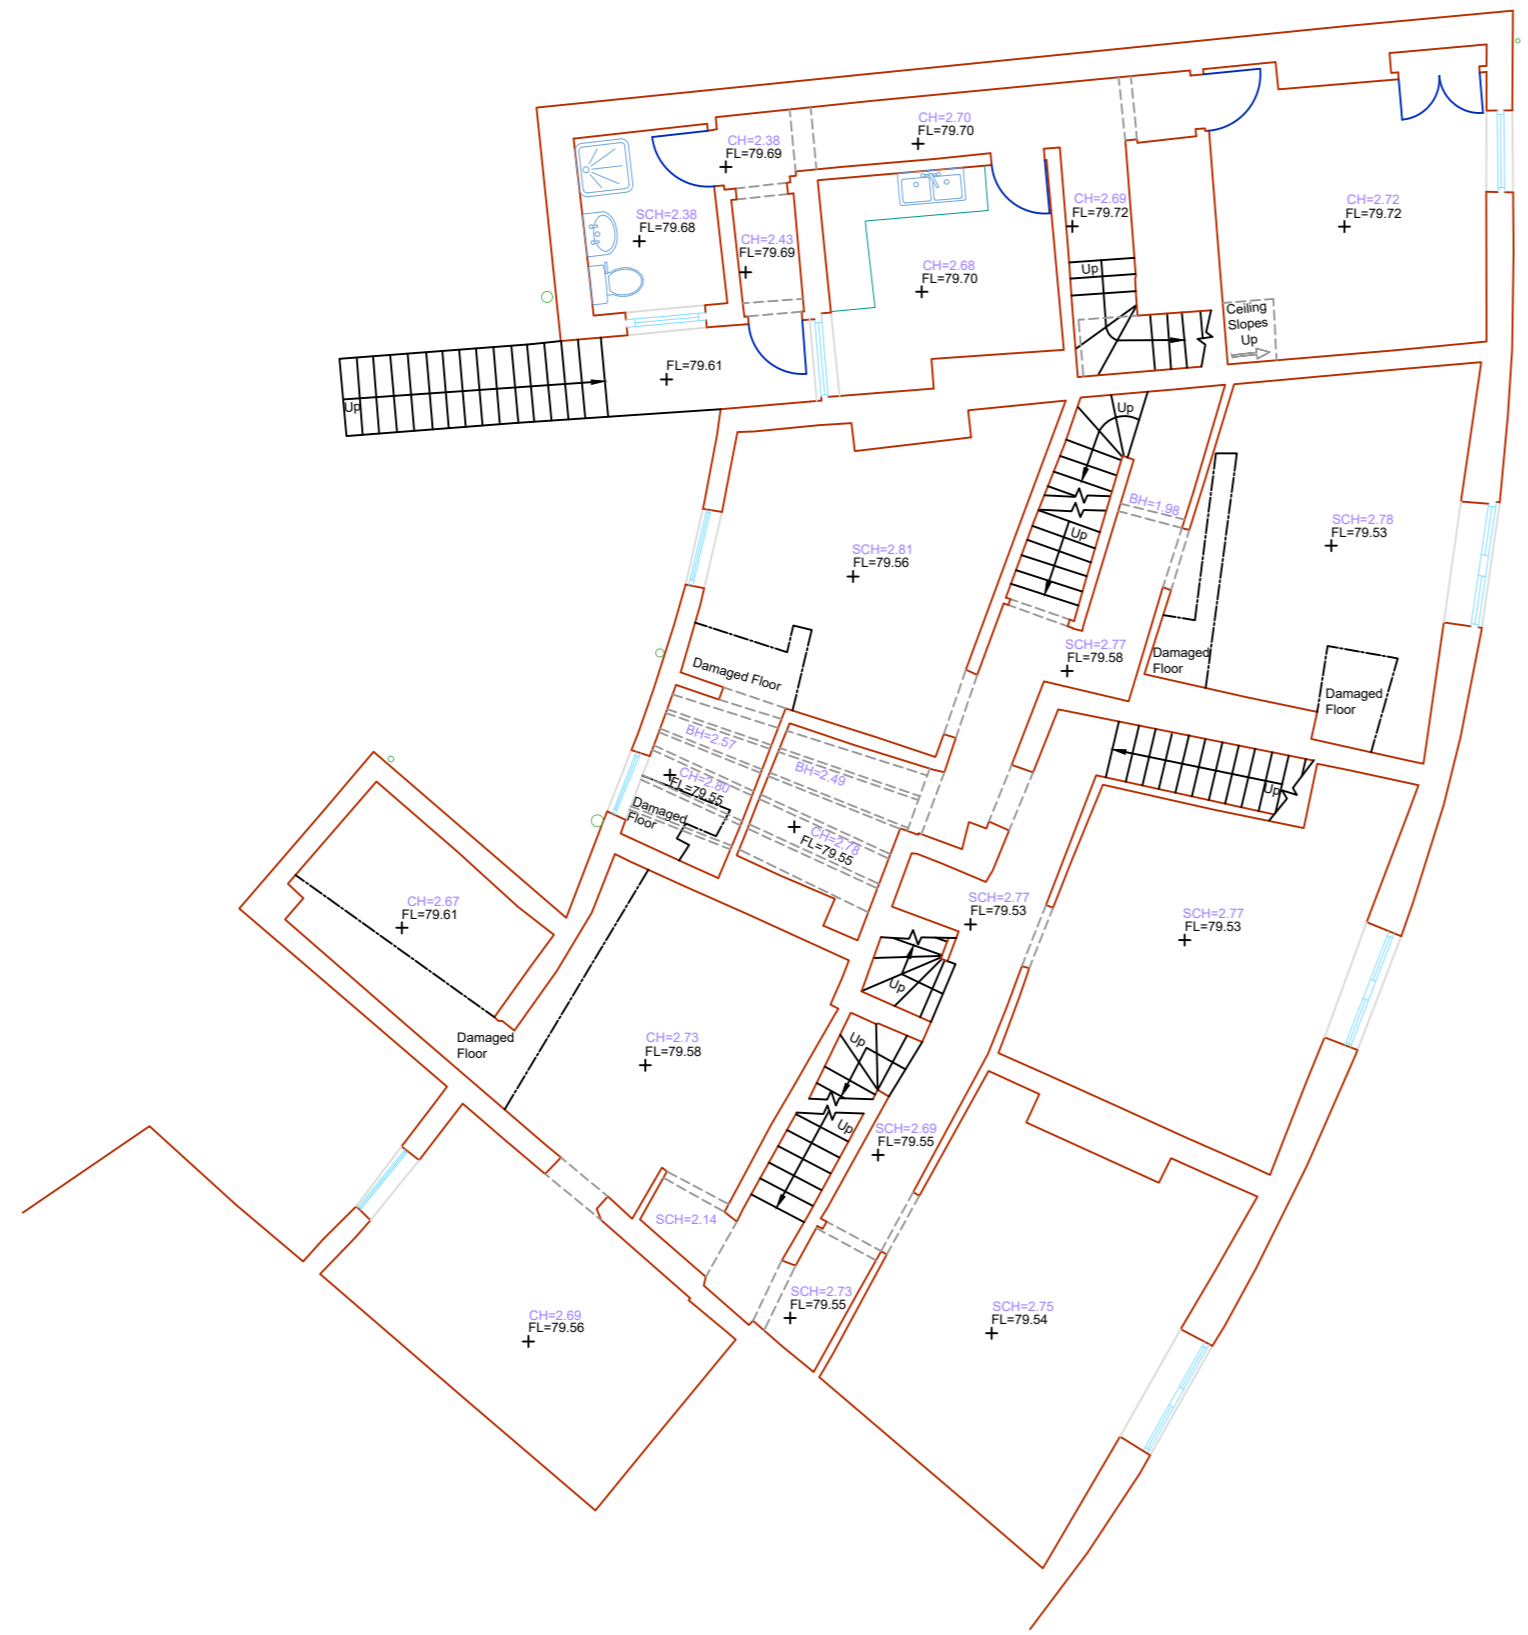 CH=2.70
FL=79.70
CH=2.38
FL=79.69
CH=2.69
FL=79.72
CH=2.72
FL=79.72
SCH=2.38
FL=79.68
CH=2.43
FL=79.69
CH=2.68
FL=79.70
Up
Ceiling
Slopes
Up
FL=79.61
Up
Up
BH=1.98
SCH=2.78
FL=79.53
Up
SCH=2.81
FL=79.56
SCH=2.77
FL=79.58
Damaged
Floor
Damaged Floor
Damaged
Floor
BH=2.57
BH=2.49
CH=2.80
FL=79.55
Up
Damaged
Floor
CH=2.78
FL=79.55
CH=2.67
FL=79.61
SCH=2.77
FL=79.53
SCH=2.77
FL=79.53
Up
Damaged
Floor
CH=2.73
FL=79.58
Up
Up
SCH=2.69
FL=79.55
SCH=2.14
SCH=2.73
FL=79.55
SCH=2.75
FL=79.54
CH=2.69
FL=79.56